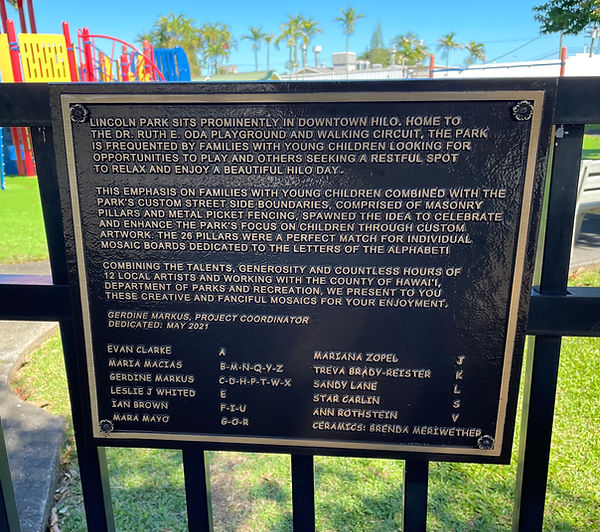 LINCOLN PARK SITS PROMINENTLY IN DOWNTOWN HILO. HOME TO
THE DR. RUTH E. ODA PLAYGROUND AND WALKING CIRCUIT, THE PARK
IS FREQUENTED BY FAMILIES WITH YOUNG CHILDREN LOOKING FOR
OPPORTUNITIES TO PLAY AND OTHERS SEEKING A RESTFUL SPOT
TO RELAX AND ENJOY A BEAUTIFUL HILO DAY.
THIS EMPHASIS ON FAMILIES WITH YOUNG CHILDREN COMBINED WITH THE
PARK'S CUSTOM STREET SIDE BOUNDARIES, COMPRISED OF MASONRY
PILLARS AND METAL PICKET FENCING, SPAWNED THE IDEA TO CELEBRATE
AND ENHANCE THE PARK'S FOCUS ON CHILDREN THROUGH CUSTOM
ARTWORK. THE 26 PILLARS WERE A PERFECT MATCH FOR INDIVIDUAL
MOSAIC BOARDS DEDICATED TO THE LETTERS OF THE ALPHABET!
COMBINING THE TALENTS, GENEROSITY AND COUNTLESS HOURS OF
12 LOCAL ARTISTS AND WORKING WITH THE COUNTY OF HAWAI'I,
DEPARTMENT OF PARKS AND RECREATION, WE PRESENT TO YOU
THESE CREATIVE AND FANCIFUL MOSAICS FOR YOUR ENJOYMENT.
GERDINE MARKUS, PROJECT COORDINATOR
DEDICATED: MAY 2021
EVAN CLARKE A
MARIA MACIAS B-M-N-Q-Y-Z
GERDINE MARKUS C-D-H-P-T-W-X
LESLIE J WHITED E
IAN BROWN F-I-U
MARA MAYO G-O-R
MARIANA ZOPEL J
TREVA BRADY-REISTER K
SANDY LANE L
STAR CARLIN S
ANN ROTHSTEIN V
CERAMICS: BRENDA MERIWETHER